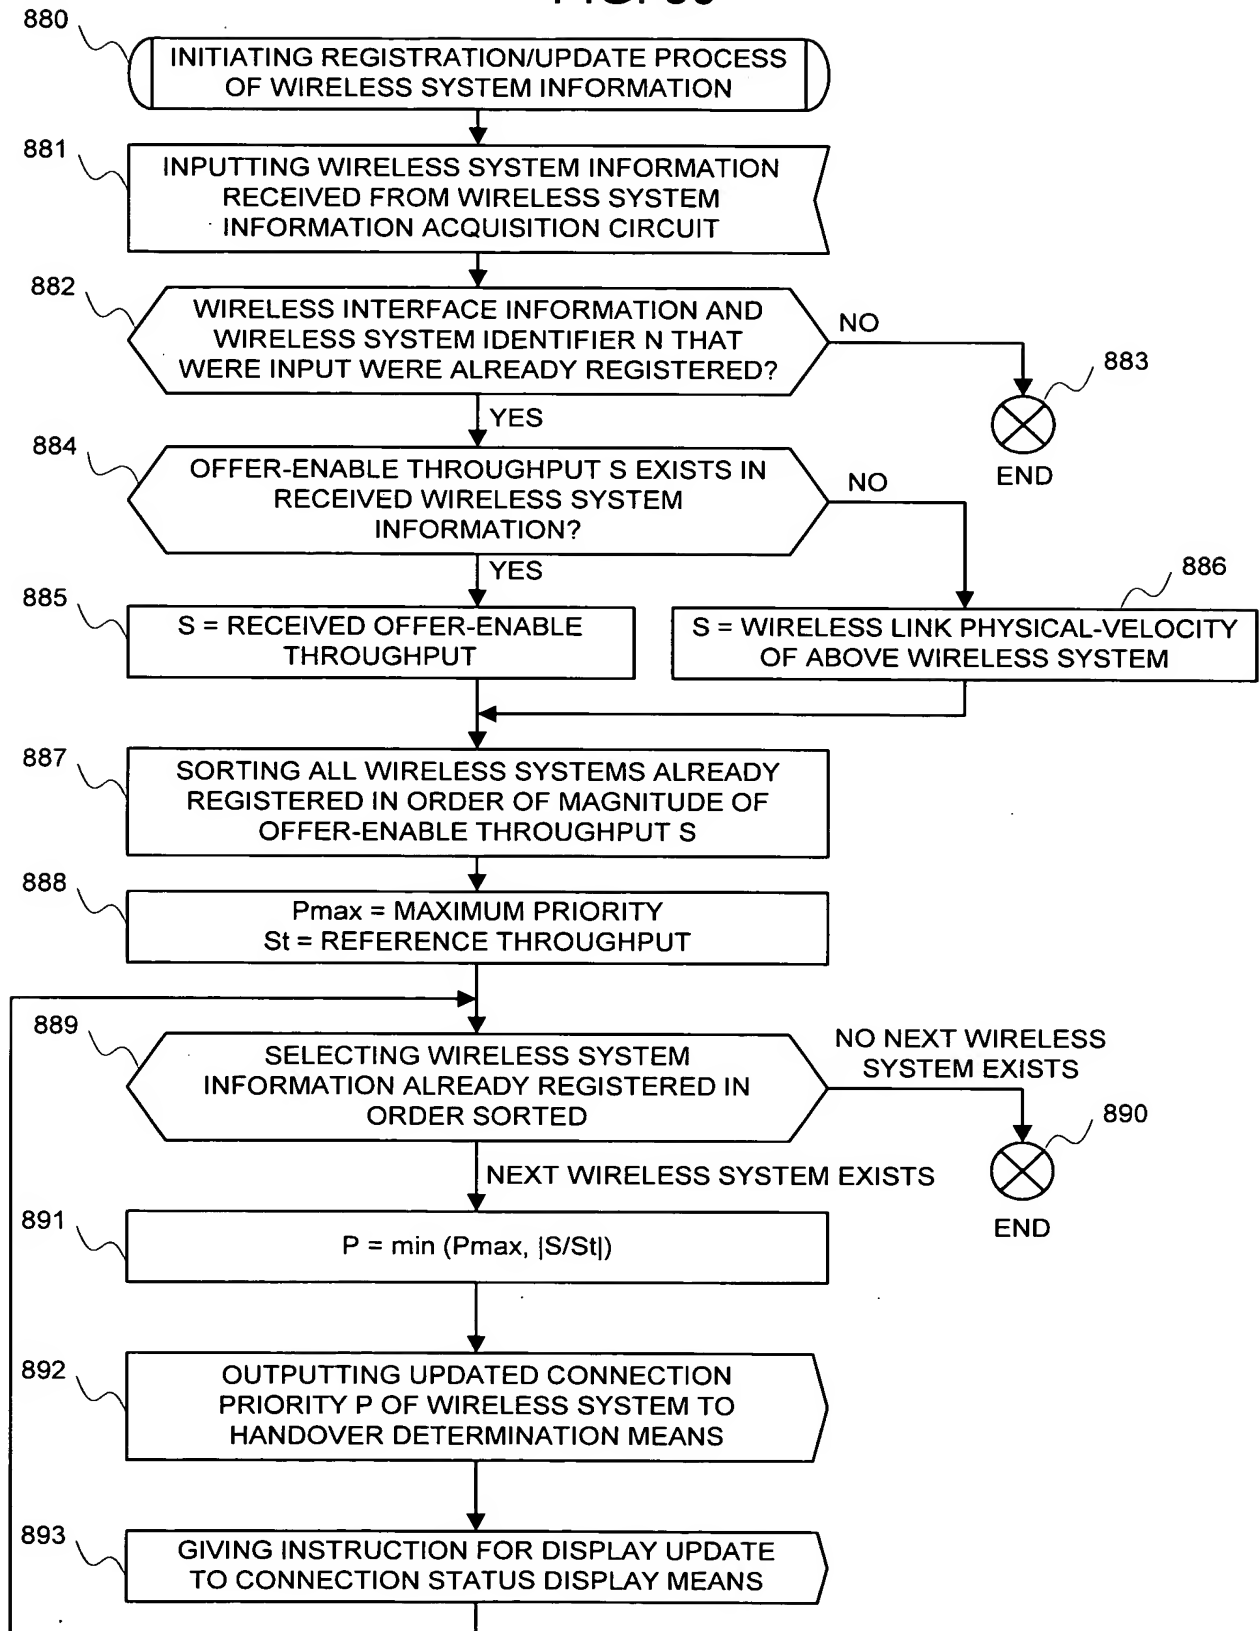 880
INITIATING REGISTRATION/UPDATE PROCESS
OF WIRELESS SYSTEM INFORMATION
881
INPUTTING WIRELESS SYSTEM INFORMATION
RECEIVED FROM WIRELESS SYSTEM
INFORMATION ACQUISITION CIRCUIT
882
WIRELESS INTERFACE INFORMATION AND
WIRELESS SYSTEM IDENTIFIER N THAT
WERE INPUT WERE ALREADY REGISTERED?
NO
883
END
YES
884
OFFER-ENABLE THROUGHPUT S EXISTS IN
RECEIVED WIRELESS SYSTEM
INFORMATION?
NO
YES
885
S = RECEIVED OFFER-ENABLE
THROUGHPUT
886
S = WIRELESS LINK PHYSICAL-VELOCITY
OF ABOVE WIRELESS SYSTEM
887
SORTING ALL WIRELESS SYSTEMS ALREADY
REGISTERED IN ORDER OF MAGNITUDE OF
OFFER-ENABLE THROUGHPUT S
888
Pmax = MAXIMUM PRIORITY
St = REFERENCE THROUGHPUT
889
SELECTING WIRELESS SYSTEM
INFORMATION ALREADY REGISTERED IN
ORDER SORTED
NO NEXT WIRELESS
SYSTEM EXISTS
890
END
NEXT WIRELESS SYSTEM EXISTS
891
P = min (Pmax, |S/St|)
892
OUTPUTTING UPDATED CONNECTION
PRIORITY P OF WIRELESS SYSTEM TO
HANDOVER DETERMINATION MEANS
893
GIVING INSTRUCTION FOR DISPLAY UPDATE
TO CONNECTION STATUS DISPLAY MEANS